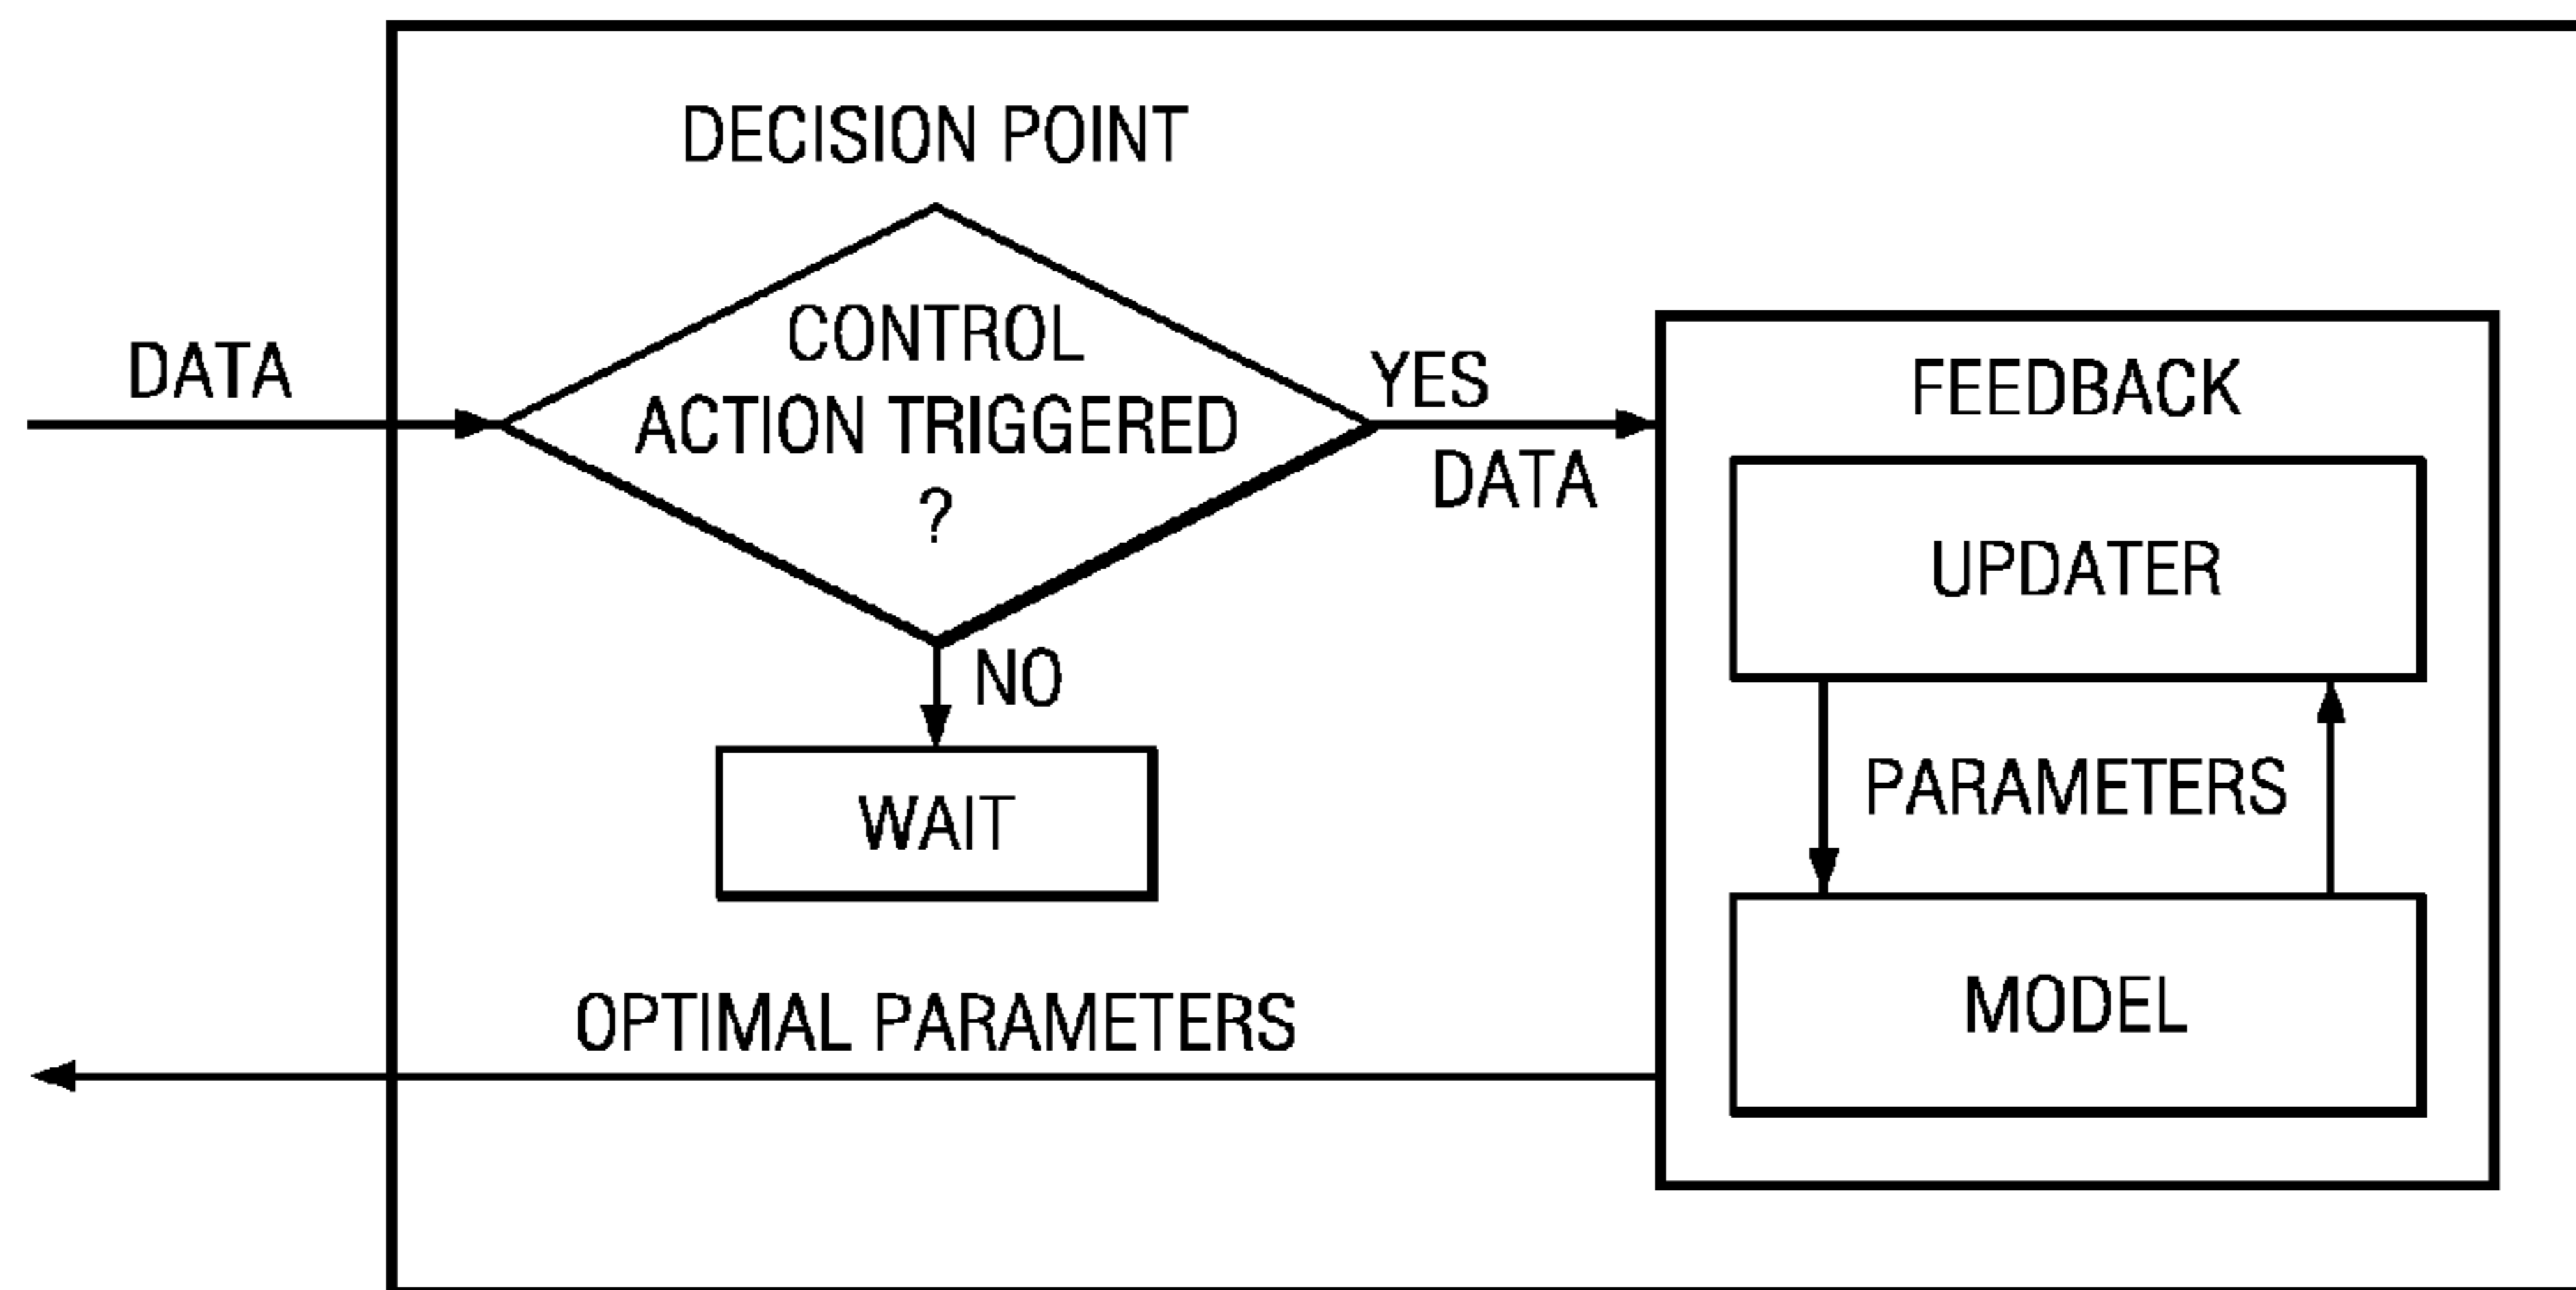 DECISION POINT
DATA
CONTROL
ACTION TRIGGERED
?
YES
DATA
NO
WAIT
FEEDBACK
UPDATER
PARAMETERS
MODEL
OPTIMAL PARAMETERS